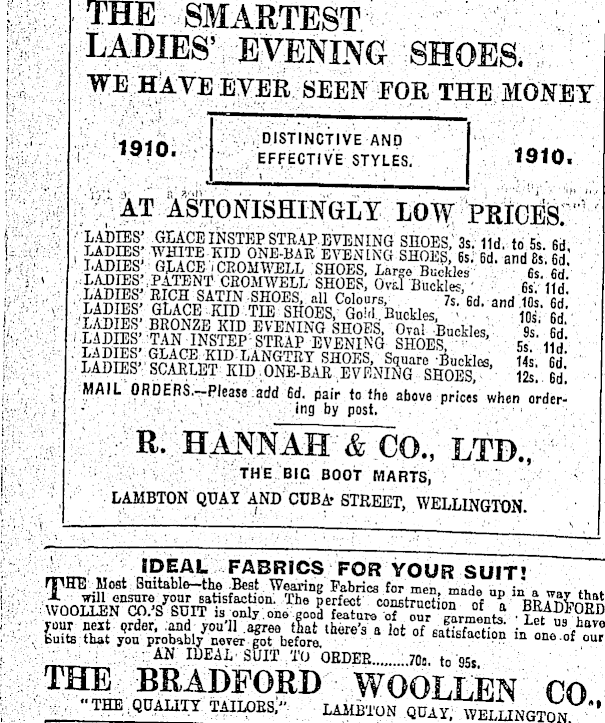 THE SMARTEST
LADIES' EVENING SHOES.
WE HAVE EVER SEEN FOR THE MONEY
1910. DISTINCTIVE AND EFFECTIVE STYLES. 1910.
AT ASTONISHINGLY LOW PRICES.
LADIES' GLACE INSTEP STRAP EVENING SHOES, 3s. 11d. to 5s. 6d.
LADIES' WHITE KID ONE-BAR EVENING SHOES, 6s. 6d. and 8s. 6d.
LADIES' GLACE CROMWELL SHOES, Large Buckles 6s. 6d.
LADIES' PATENT CROMWELL SHOES, Oval Buckles, 6s. 11d.
LADIES' RICH SATIN SHOES, all Colours, 7s. 6d. and 10s. 6d.
LADIES' GLACE KID TIE SHOES, Gold Buckles, 10s. 6d.
LADIES' BRONZE KID EVENING SHOES, Oval Buckles, 9s. 6d.
LADIES' TAN INSTEP STRAP EVENING SHOES, 5s. 11d.
LADIES' GLACE KID LANGTRY SHOES, Square Buckles, 14s. 6d.
LADIES' SCARLET KID ONE-BAR EVENING SHOES, 12s. 6d.
MAIL ORDERS.—Please add 6d. pair to the above prices when order-
ing by post.
R. HANNAH & CO., LTD.,
THE BIG BOOT MARTS,
LAMBTON QUAY AND CUBA STREET, WELLINGTON.
IDEAL FABRICS FOR YOUR SUIT!
THE Most Suitable—the Best Wearing Fabrics for men, made up in a way that
will ensure your satisfaction. The perfect construction of a BRADFORD
WOOLLEN CO.'S SUIT is only one good feature of our garments. Let us have
your next order, and you'll agree that there's a lot of satisfaction in one of our
Suits that you probably never got before.
AN IDEAL SUIT TO ORDER.........70s. to 95s.
THE BRADFORD WOOLLEN CO.,
"THE QUALITY TAILORS," LAMBTON QUAY, WELLINGTON.